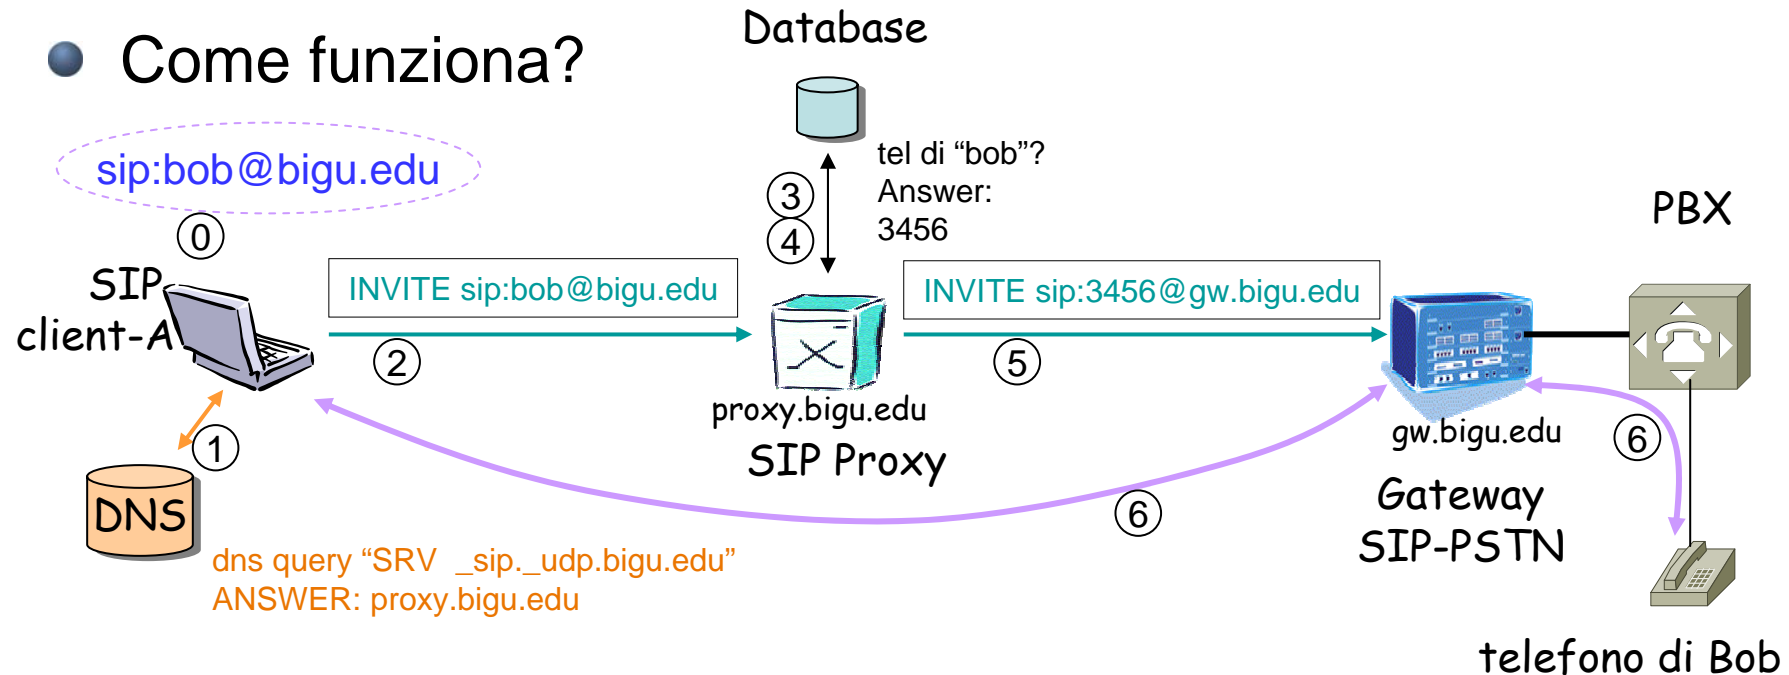 Come funziona?
Database
sip:bob@bigu.edu
tel di “bob”?
Answer:
3456
3
4
0
PBX
SIP
client-A
INVITE sip:bob@bigu.edu
INVITE sip:3456@gw.bigu.edu
2
5
proxy.bigu.edu
SIP Proxy
gw.bigu.edu
6
1
DNS
6
Gateway
SIP-PSTN
dns query “SRV _sip._udp.bigu.edu”
ANSWER: proxy.bigu.edu
telefono di Bob